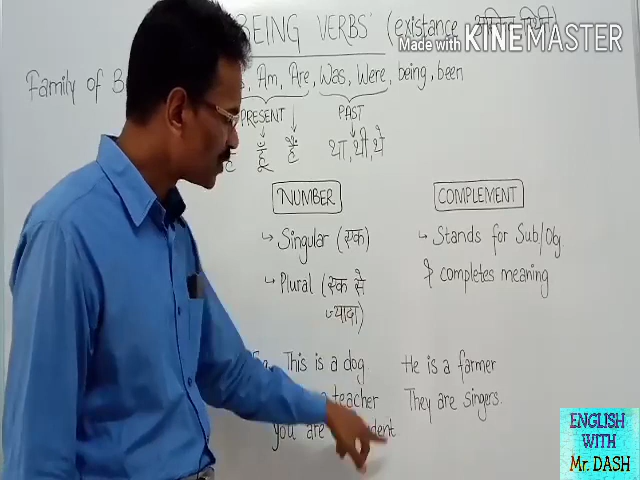 BEING VERBS' (existance
Made with KINEMASTER
Family of B , Am, Are, Was, Were, being, been
PRESENT PAST
हूँ हैं था, थी, थे
NUMBER COMPLEMENT
↳ Singular (एक) ↳ Stands for Sub/Obj
↳ Plural (एक से & completes meaning
ज्यादा)
Eg. This is a dog He is a farmer
a teacher They are singers.
you are dent
ENGLISH
WITH
Mr. DASH